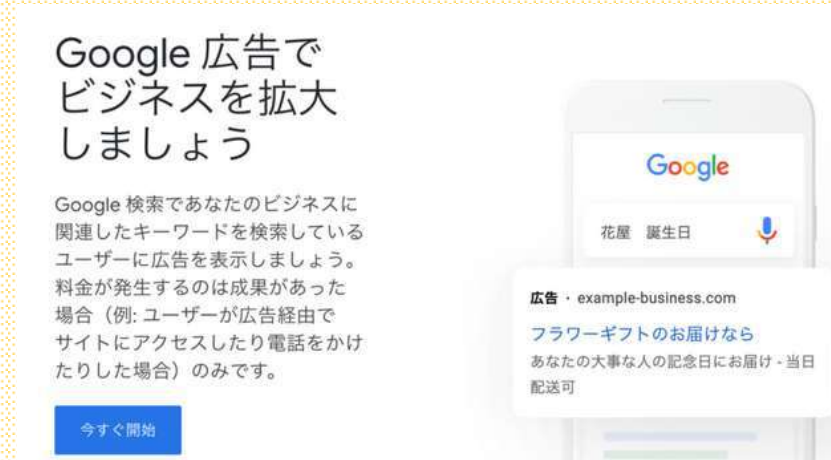 Google 広告で
ビジネスを拡大
しましょう
Google 検索であなたのビジネスに
関連したキーワードを検索している
ユーザーに広告を表示しましょう。
料金が発生するのは成果があった
場合（例: ユーザーが広告経由で
サイトにアクセスしたり電話をかけ
たりした場合）のみです。
今すぐ開始
Google
花屋　誕生日
広告 · example-business.com
フラワーギフトのお届けなら
あなたの大事な人の記念日にお届け - 当日
配送可